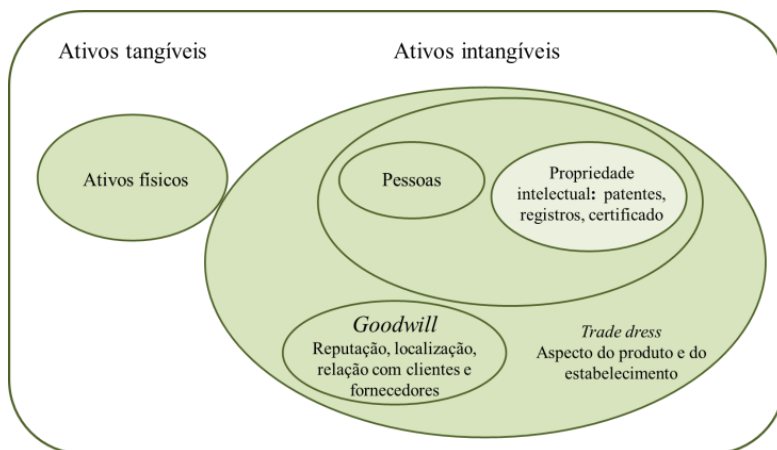 Ativos tangíveis
Ativos intangíveis
Ativos físicos
Pessoas
Propriedade
intelectual: patentes,
registros, certificado
Goodwill
Reputação, localização,
relação com clientes e
fornecedores
Trade dress
Aspecto do produto e do
estabelecimento